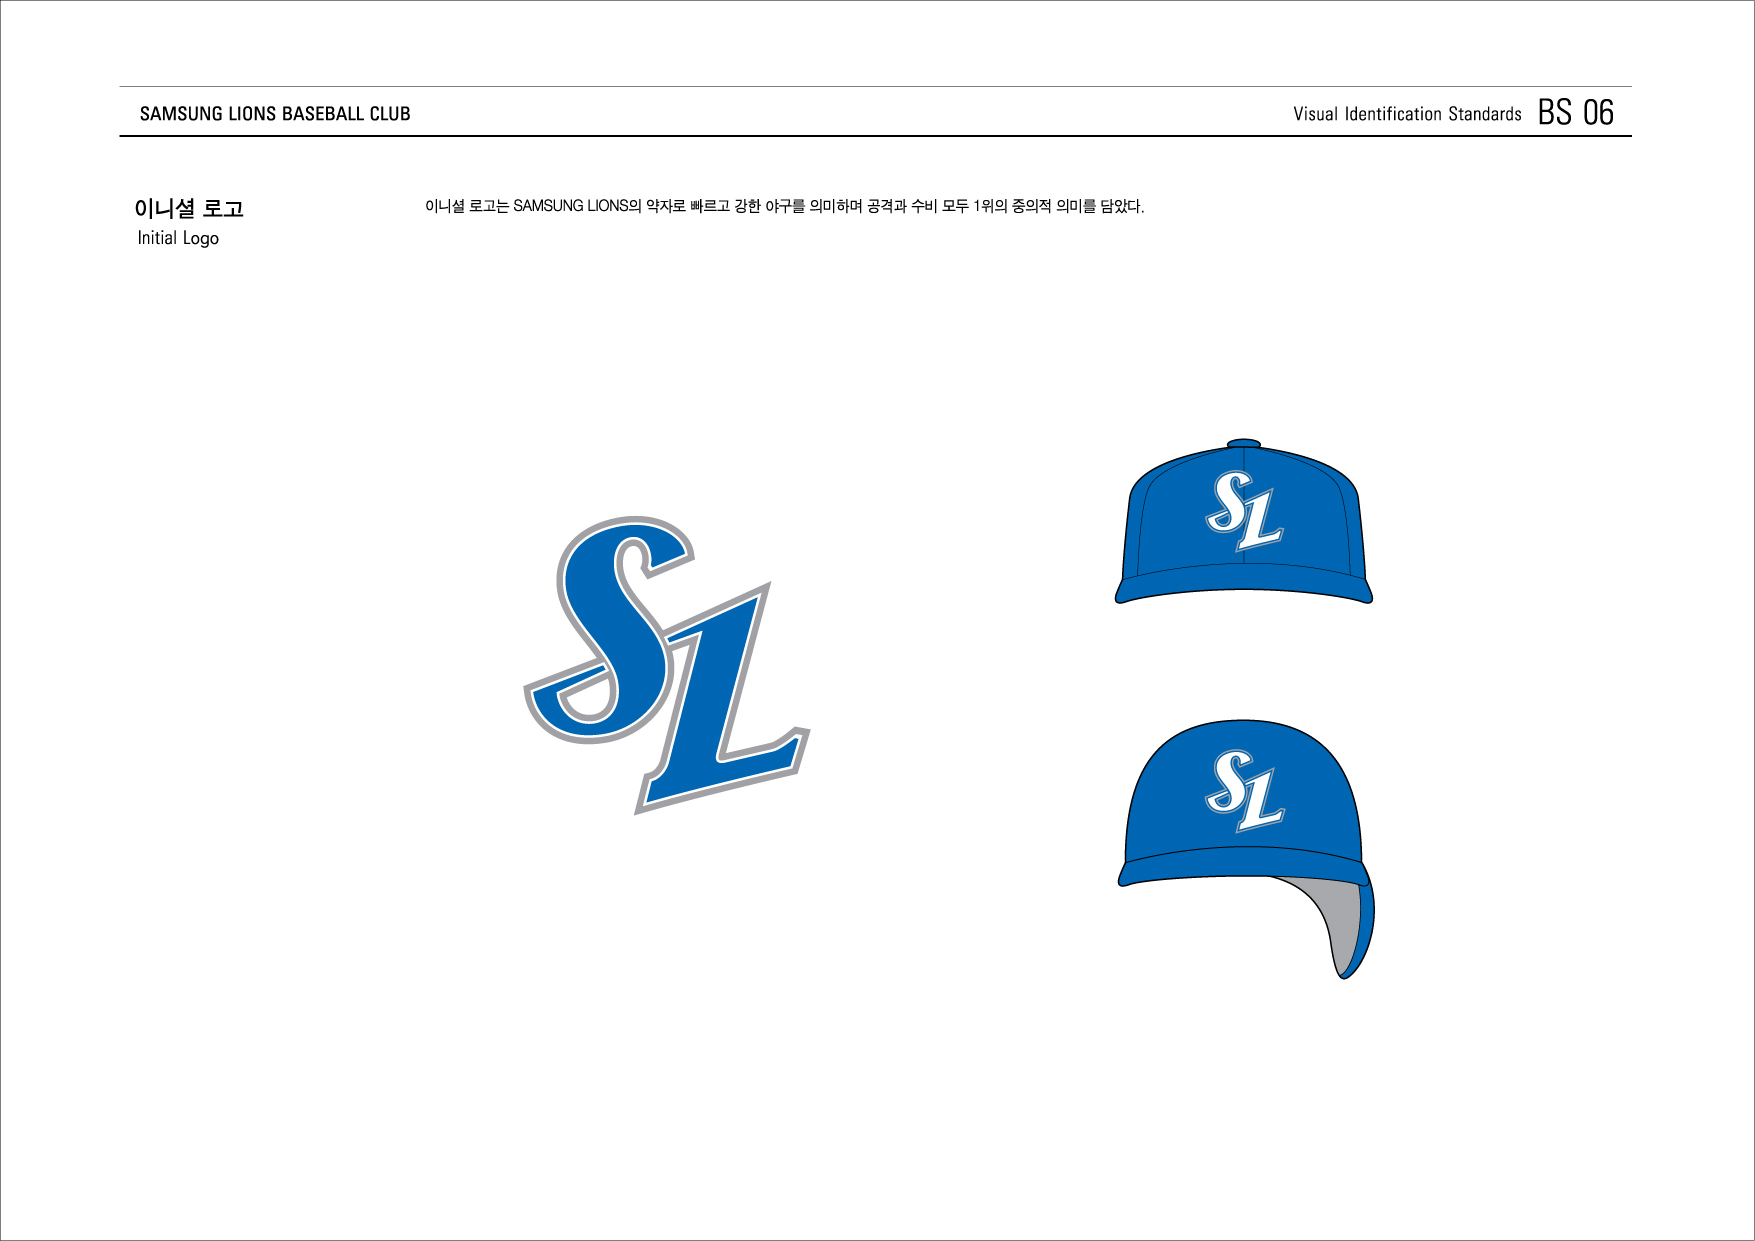 SAMSUNG LIONS BASEBALL CLUB
Visual Identification Standards BS 06
이니셜 로고
Initial Logo
이니셜 로고는 SAMSUNG LIONS의 약자로 빠르고 강한 야구를 의미하며 공격과 수비 모두 1위의 중의적 의미를 담았다.
SL
SL
SL